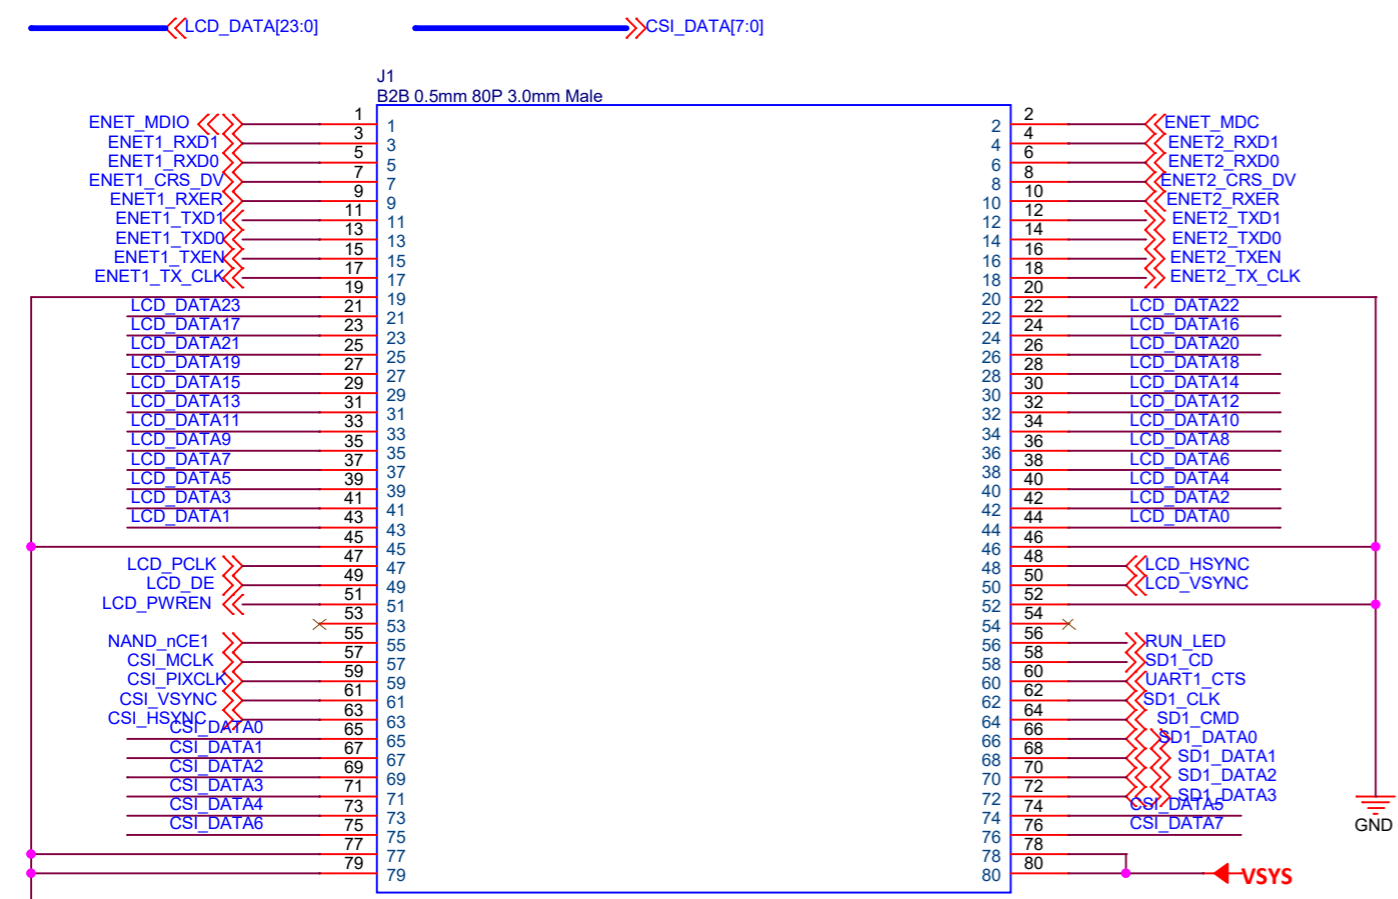 LCD_DATA[23:0] CSI_DATA[7:0]
J1
B2B 0.5mm 80P 3.0mm Male
ENET_MDIO 1 1 2 2 ENET_MDC
ENET1_RXD1 3 3 4 4 ENET2_RXD1
ENET1_RXD0 5 5 6 6 ENET2_RXD0
ENET1_CRS_DV 7 7 8 8 ENET2_CRS_DV
ENET1_RXER 9 9 10 10 ENET2_RXER
ENET1_TXD1 11 11 12 12 ENET2_TXD1
ENET1_TXD0 13 13 14 14 ENET2_TXD0
ENET1_TXEN 15 15 16 16 ENET2_TXEN
ENET1_TX_CLK 17 17 18 18 ENET2_TX_CLK
19 19 20 20
LCD_DATA23 21 21 22 22 LCD_DATA22
LCD_DATA17 23 23 24 24 LCD_DATA16
LCD_DATA21 25 25 26 26 LCD_DATA20
LCD_DATA19 27 27 28 28 LCD_DATA18
LCD_DATA15 29 29 30 30 LCD_DATA14
LCD_DATA13 31 31 32 32 LCD_DATA12
LCD_DATA11 33 33 34 34 LCD_DATA10
LCD_DATA9 35 35 36 36 LCD_DATA8
LCD_DATA7 37 37 38 38 LCD_DATA6
LCD_DATA5 39 39 40 40 LCD_DATA4
LCD_DATA3 41 41 42 42 LCD_DATA2
LCD_DATA1 43 43 44 44 LCD_DATA0
45 45 46 46
LCD_PCLK 47 47 48 48 LCD_HSYNC
LCD_DE 49 49 50 50 LCD_VSYNC
LCD_PWREN 51 51 52 52
53 53 54 54
NAND_nCE1 55 55 56 56 RUN_LED
CSI_MCLK 57 57 58 58 SD1_CD
CSI_PIXCLK 59 59 60 60 UART1_CTS
CSI_VSYNC 61 61 62 62 SD1_CLK
CSI_HSYNC 63 63 64 64 SD1_CMD
CSI_DATA0 65 65 66 66 SD1_DATA0
CSI_DATA1 67 67 68 68 SD1_DATA1
CSI_DATA2 69 69 70 70 SD1_DATA2
CSI_DATA3 71 71 72 72 SD1_DATA3
CSI_DATA4 73 73 74 74 CSI_DATA5
CSI_DATA6 75 75 76 76 CSI_DATA7
GND
77 77 78 78
79 79 80 80 VSYS